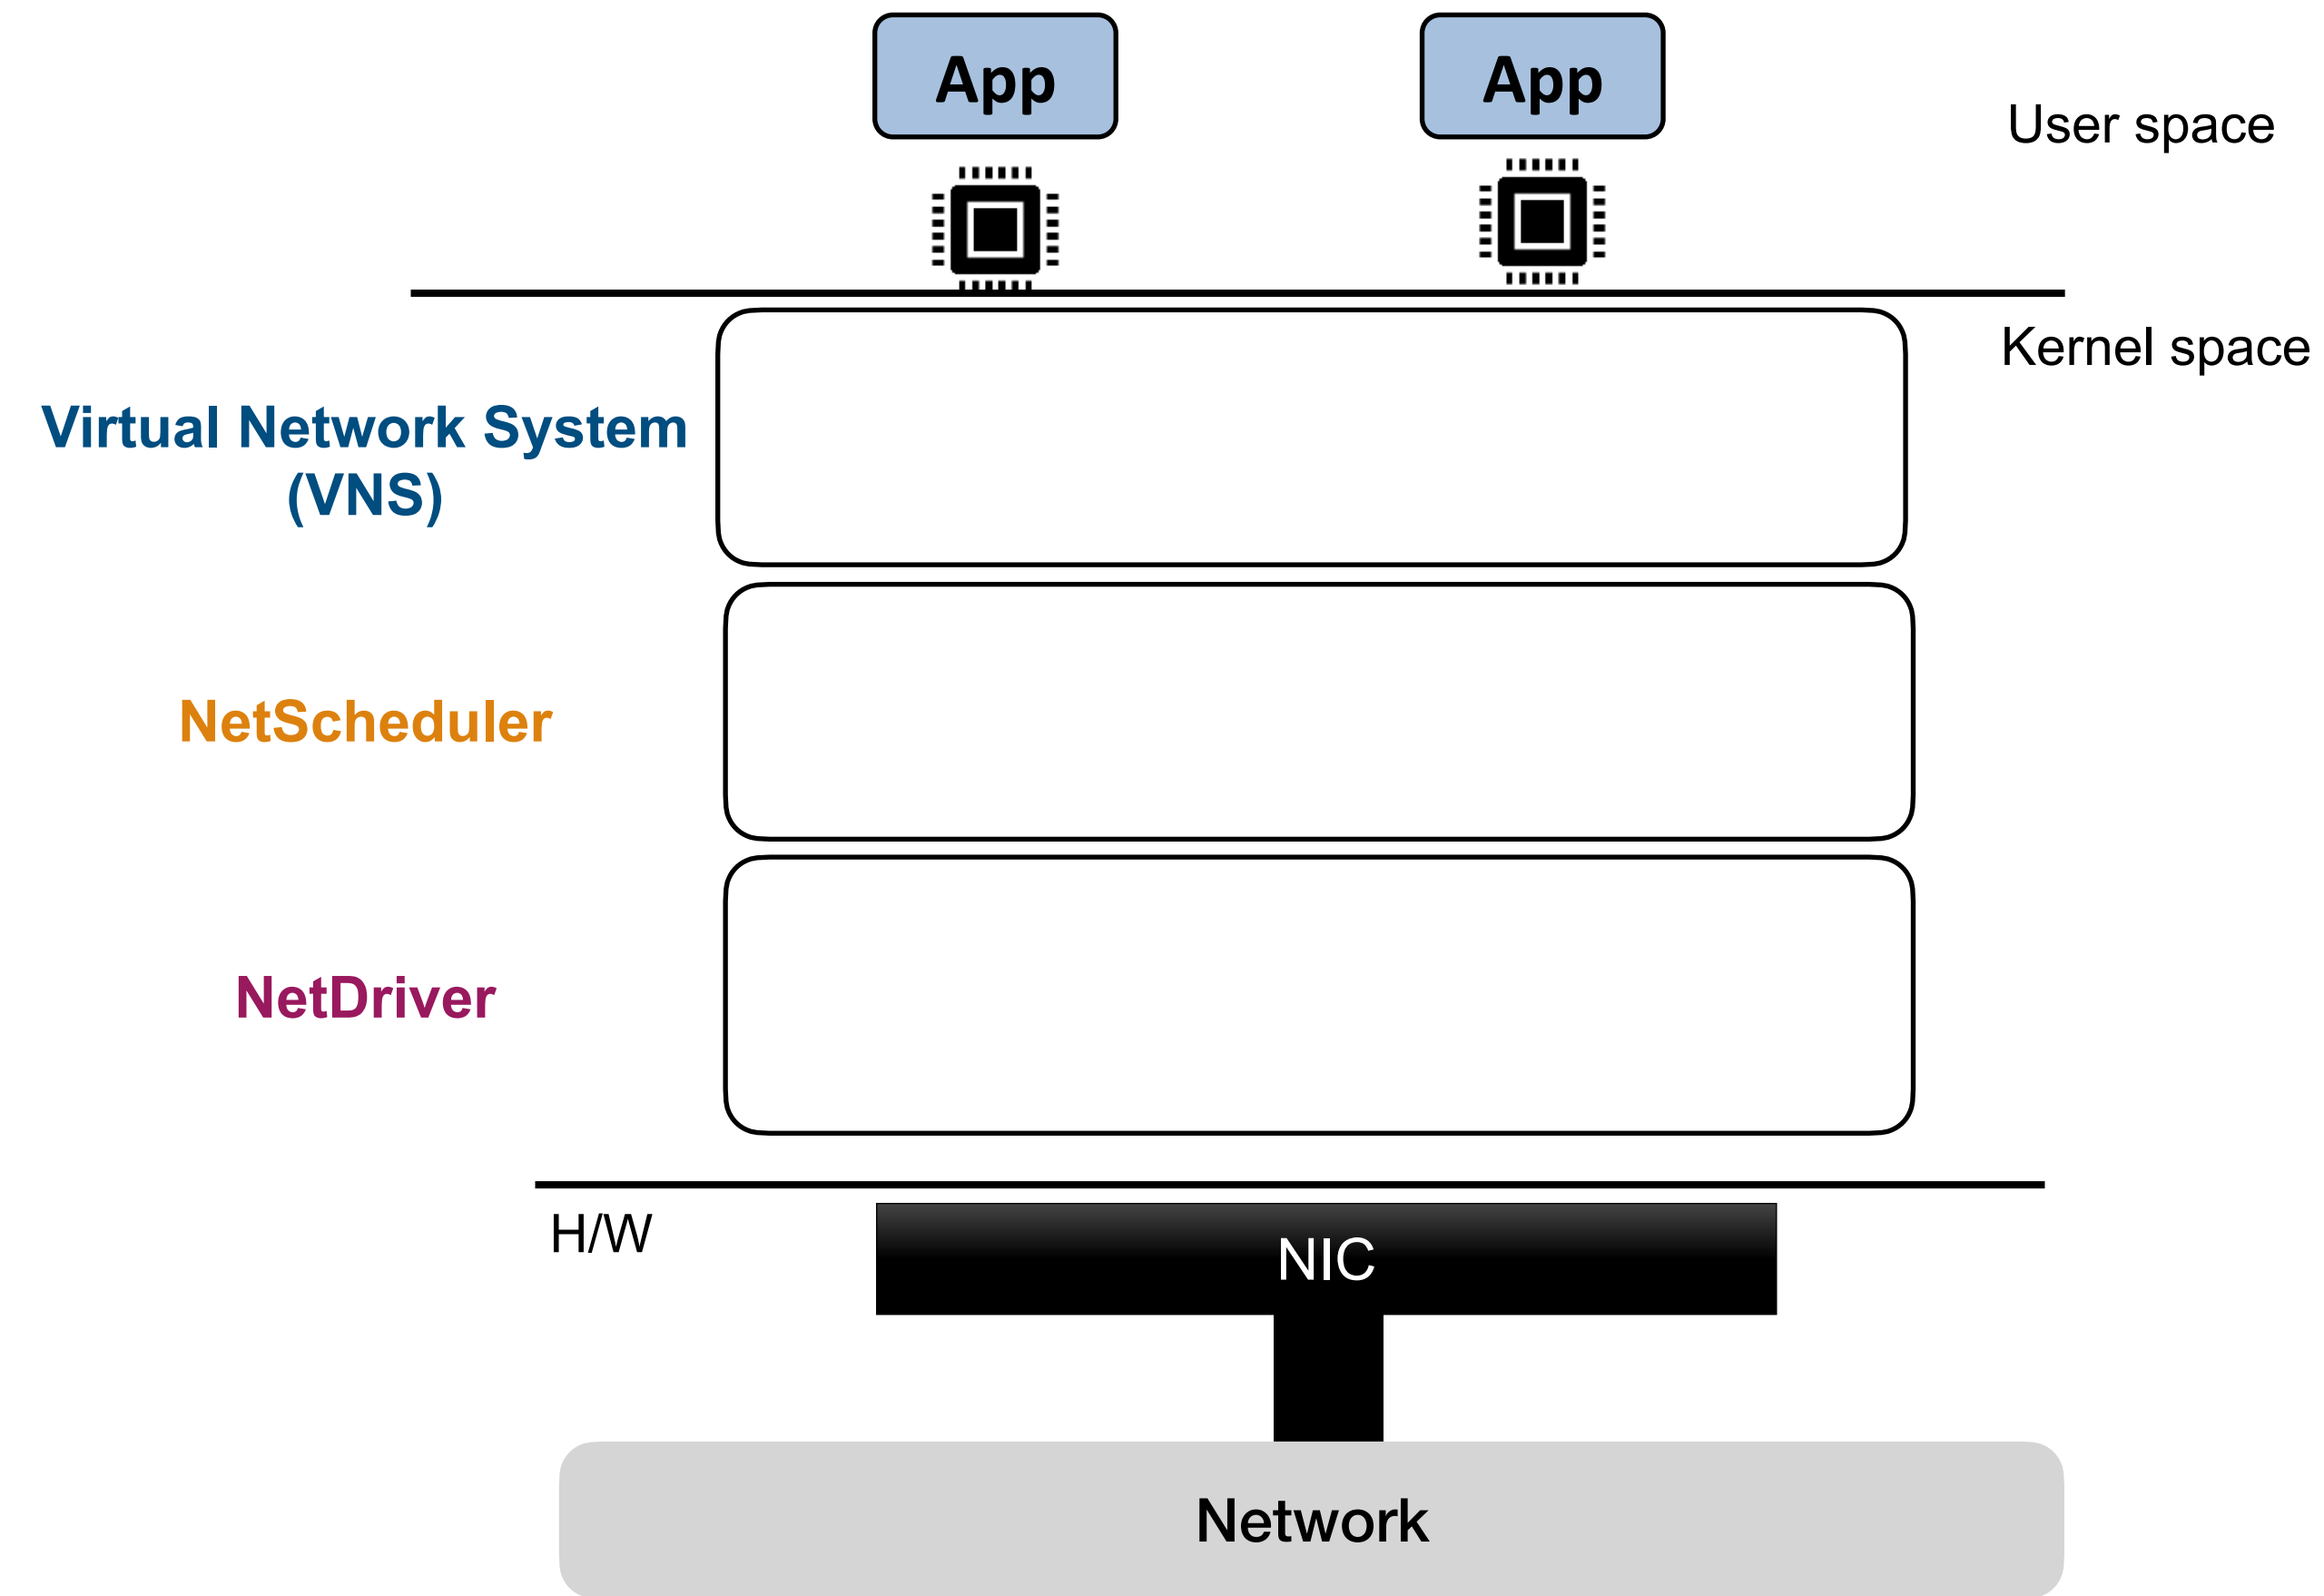 App
App
User space
Kernel space
Virtual Network System
(VNS)
NetScheduler
NetDriver
H/W
NIC
Network